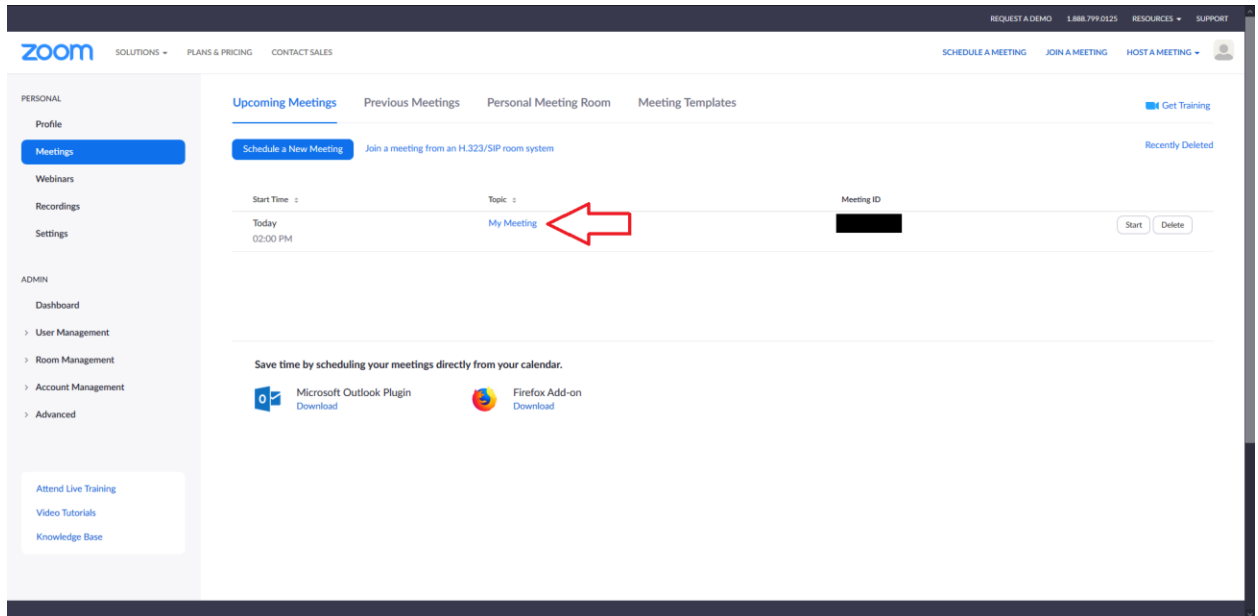 REQUEST A DEMO 1.888.799.0125 RESOURCES SUPPORT
zoom SOLUTIONS PLANS & PRICING CONTACT SALES SCHEDULE A MEETING JOIN A MEETING HOST A MEETING
PERSONAL
Profile
Meetings
Webinars
Recordings
Settings
ADMIN
Dashboard
User Management
Room Management
Account Management
Advanced
Attend Live Training
Video Tutorials
Knowledge Base
Upcoming Meetings Previous Meetings Personal Meeting Room Meeting Templates
Get Training
Schedule a New Meeting Join a meeting from an H.323/SIP room system Recently Deleted
Start Time Topic Meeting ID
Today My Meeting Start Delete
02:00 PM
Save time by scheduling your meetings directly from your calendar.
Microsoft Outlook Plugin
Download
Firefox Add-on
Download